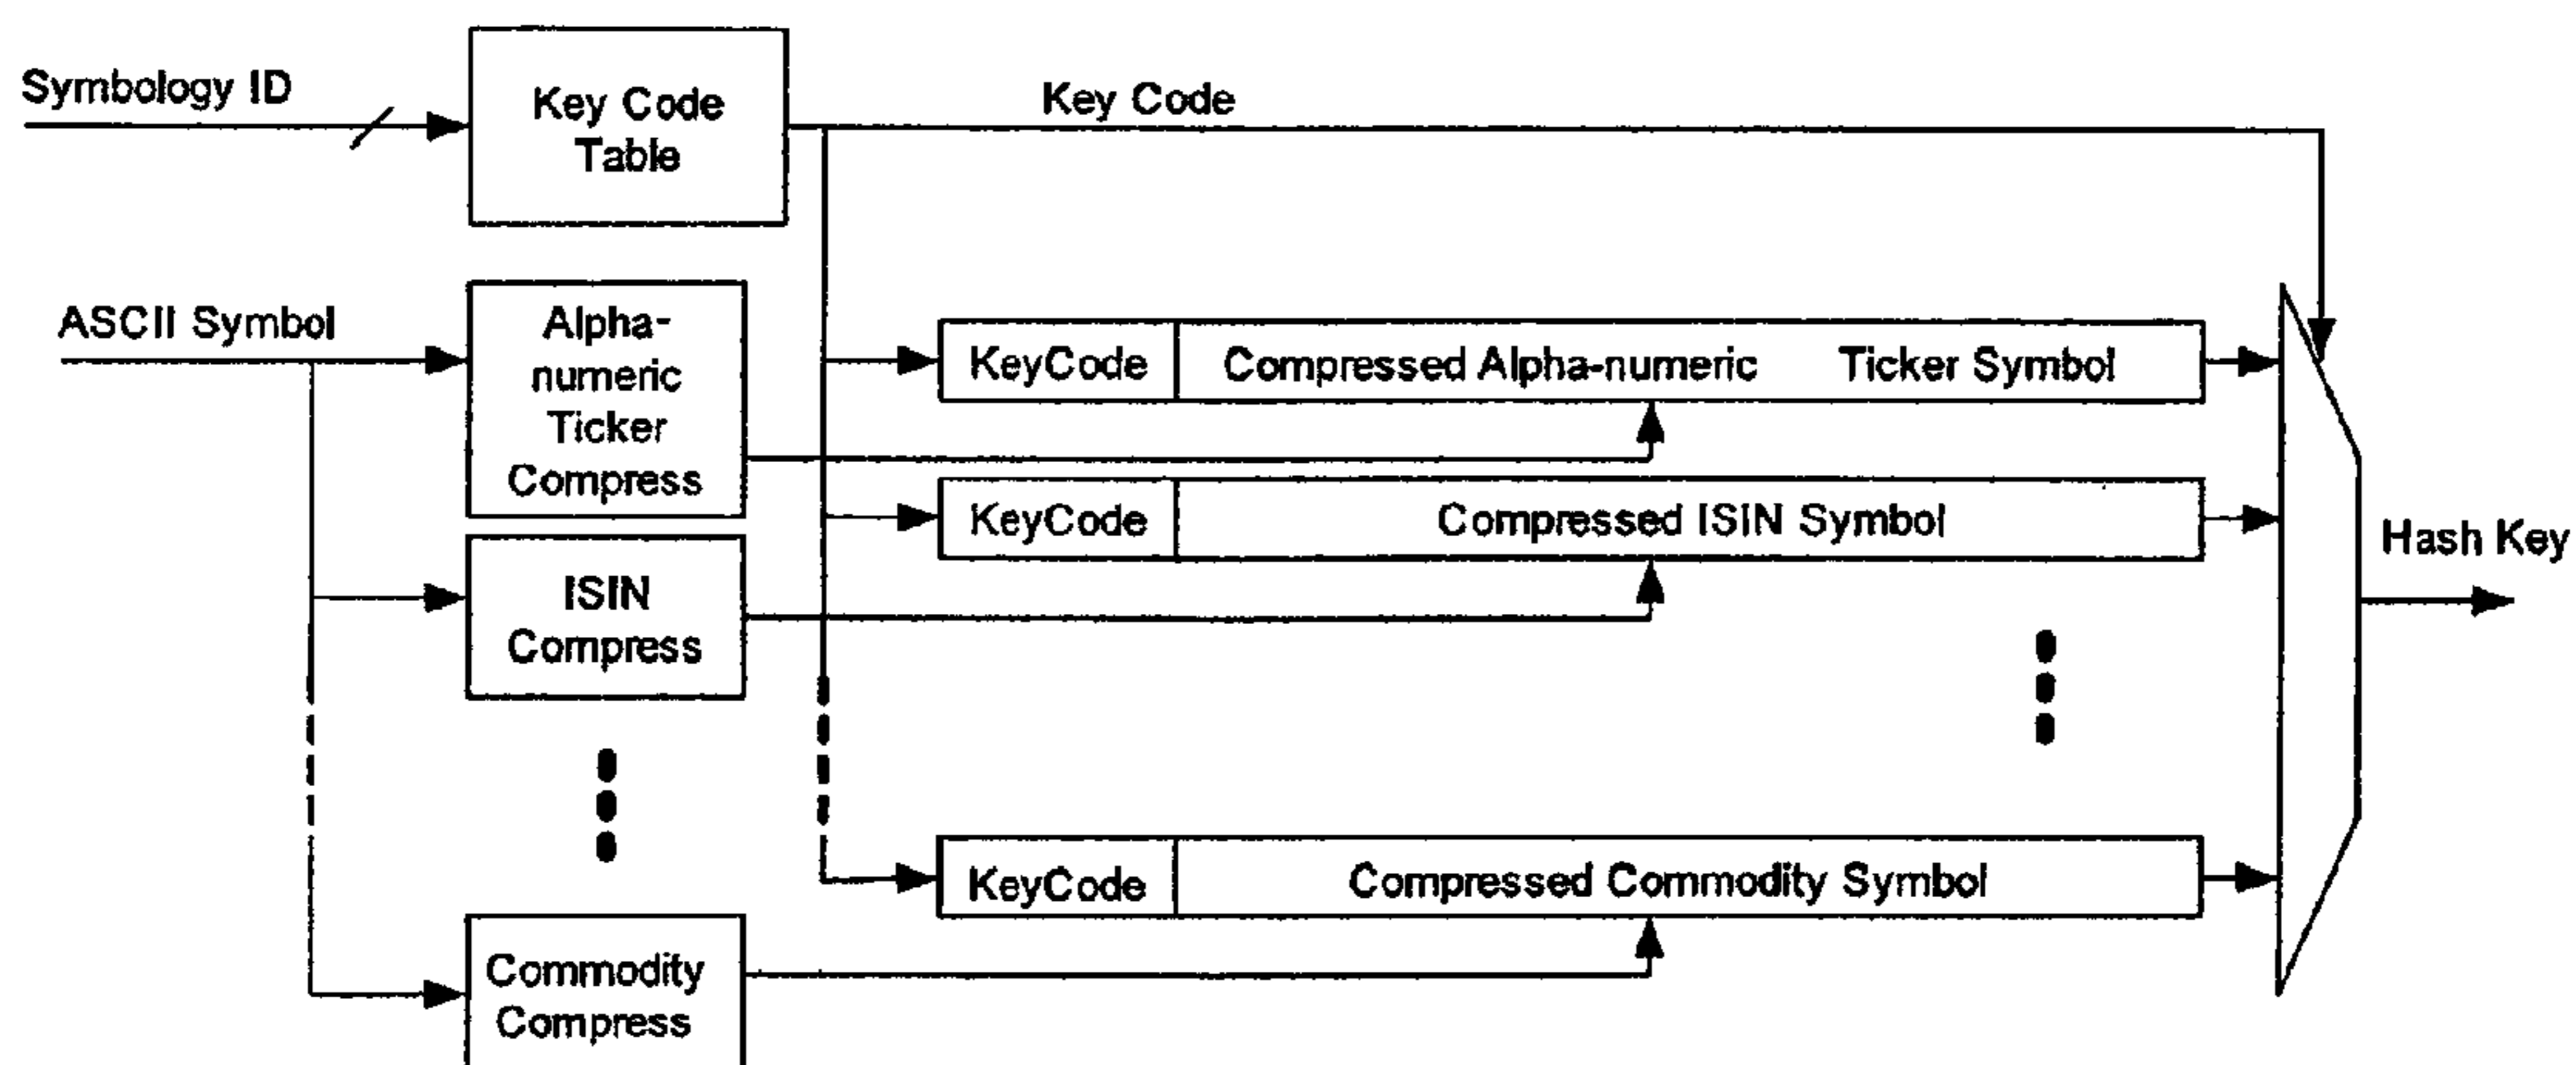 Symbology ID
Key Code
Table
Key Code
ASCII Symbol
Alpha-
numeric
Ticker
Compress
KeyCode
Compressed Alpha-numeric Ticker Symbol
KeyCode
Compressed ISIN Symbol
Hash Key
ISIN
Compress
KeyCode
Compressed Commodity Symbol
Commodity
Compress